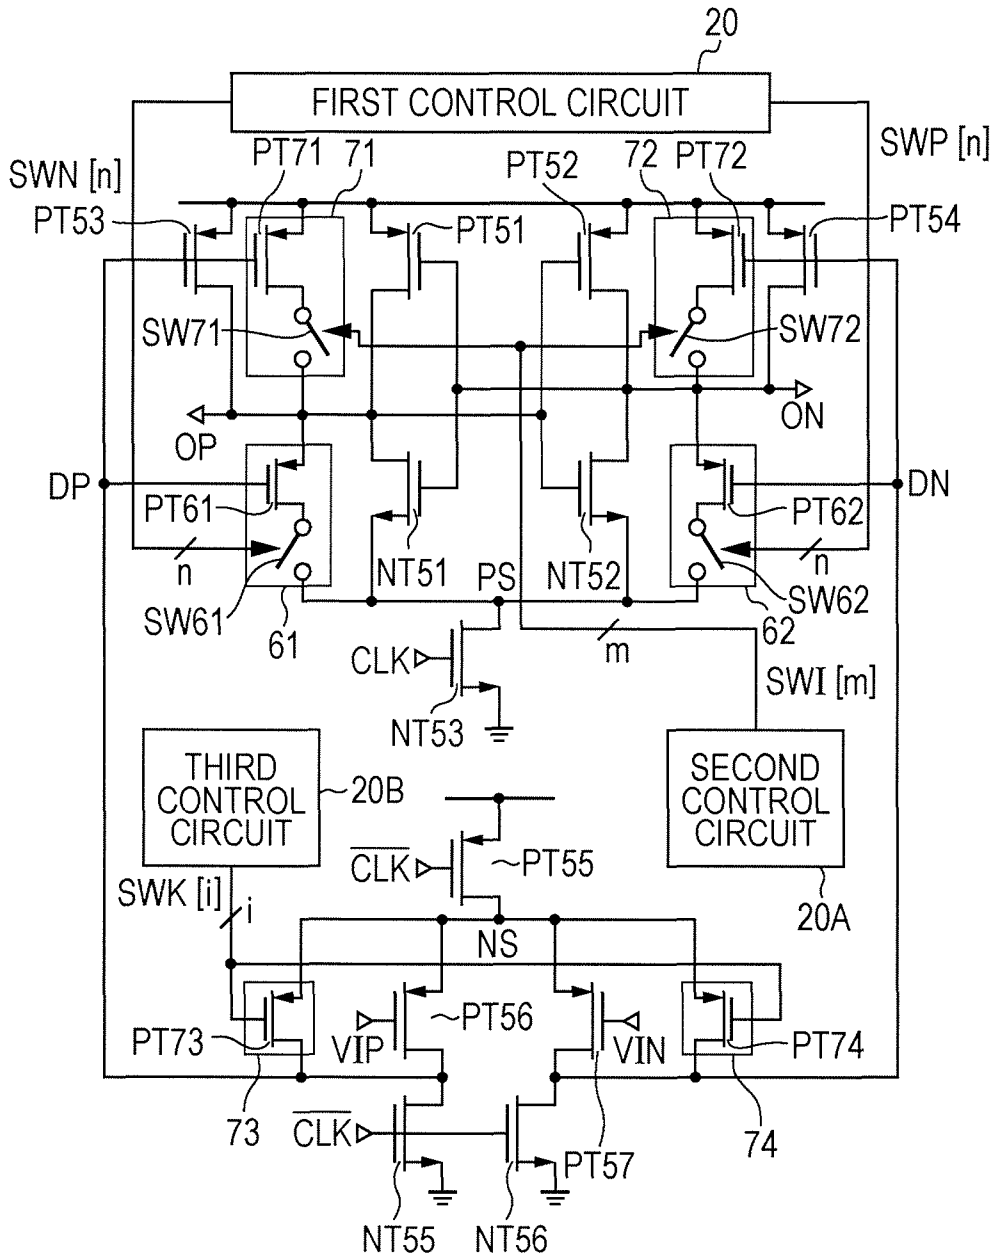 20
FIRST CONTROL CIRCUIT
SWN [n]
PT71
71
PT52
72
PT72
SWP [n]
PT53
PT51
PT54
SW71
SW72
OP
ON
DP
DN
PT61
PT62
n
NT51
PS
NT52
n
SW61
61
SW62
62
CLK
m
SWI [m]
NT53
THIRD
CONTROL
CIRCUIT
20B
SECOND
CONTROL
CIRCUIT
20A
C̅L̅K̅
PT55
SWK [i]
i
NS
PT73
VIP
PT56
VIN
PT74
73
C̅L̅K̅
PT57
74
NT55
NT56